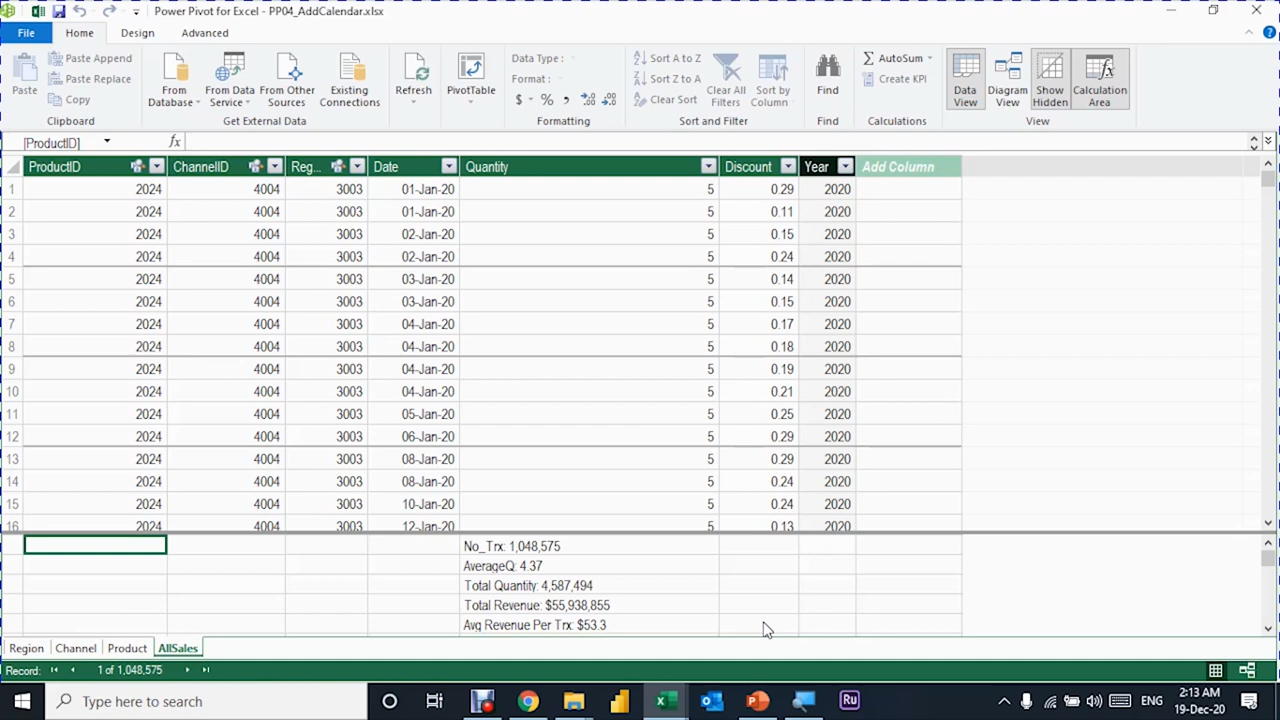 Power Pivot for Excel - PP04_AddCalendar.xlsx
File Home Design Advanced
Paste
Paste Append
Paste Replace
Copy
Clipboard
From Database
From Data Service
From Other Sources
Existing Connections
Get External Data
Refresh
PivotTable
Data Type :
Format :
$ % ,
Formatting
Sort A to Z
Sort Z to A
Clear Sort
Clear All Filters
Sort by Column
Sort and Filter
Find
Find
AutoSum
Create KPI
Calculations
Data View
Diagram View
Show Hidden
Calculation Area
View
[ProductID] fx
ProductID ChannelID Reg... Date Quantity Discount Year Add Column
1 2024 4004 3003 01-Jan-20 5 0.29 2020
2 2024 4004 3003 01-Jan-20 5 0.11 2020
3 2024 4004 3003 02-Jan-20 5 0.15 2020
4 2024 4004 3003 02-Jan-20 5 0.24 2020
5 2024 4004 3003 03-Jan-20 5 0.14 2020
6 2024 4004 3003 03-Jan-20 5 0.15 2020
7 2024 4004 3003 04-Jan-20 5 0.17 2020
8 2024 4004 3003 04-Jan-20 5 0.18 2020
9 2024 4004 3003 04-Jan-20 5 0.19 2020
10 2024 4004 3003 04-Jan-20 5 0.21 2020
11 2024 4004 3003 05-Jan-20 5 0.25 2020
12 2024 4004 3003 06-Jan-20 5 0.29 2020
13 2024 4004 3003 08-Jan-20 5 0.29 2020
14 2024 4004 3003 08-Jan-20 5 0.24 2020
15 2024 4004 3003 10-Jan-20 5 0.24 2020
16 2024 4004 3003 12-Jan-20 5 0.13 2020
No_Trx: 1,048,575
AverageQ: 4.37
Total Quantity: 4,587,494
Total Revenue: $55,938,855
Avg Revenue Per Trx: $53.3
Region Channel Product AllSales
Record: 1 of 1,048,575
Type here to search
Ru
ENG
2:13 AM
19-Dec-20